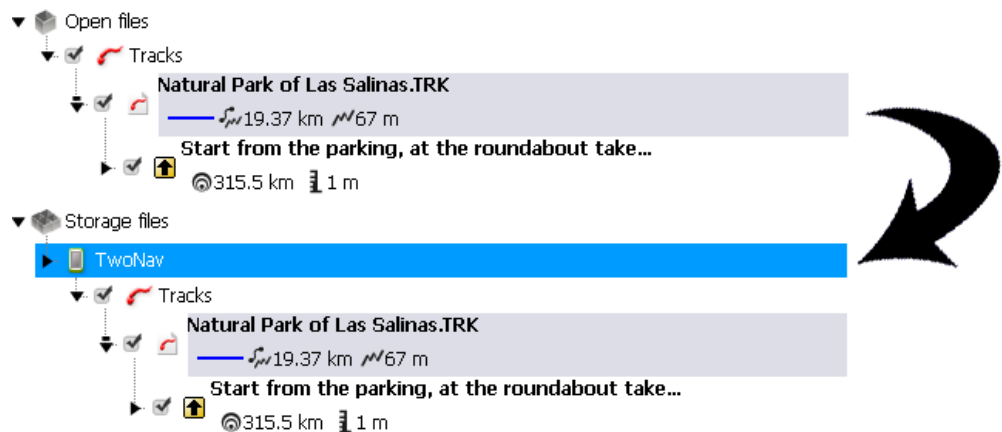 Open files
Tracks
Natural Park of Las Salinas.TRK
19.37 km 67 m
Start from the parking, at the roundabout take...
315.5 km 1 m
Storage files
TwoNav
Tracks
Natural Park of Las Salinas.TRK
19.37 km 67 m
Start from the parking, at the roundabout take...
315.5 km 1 m